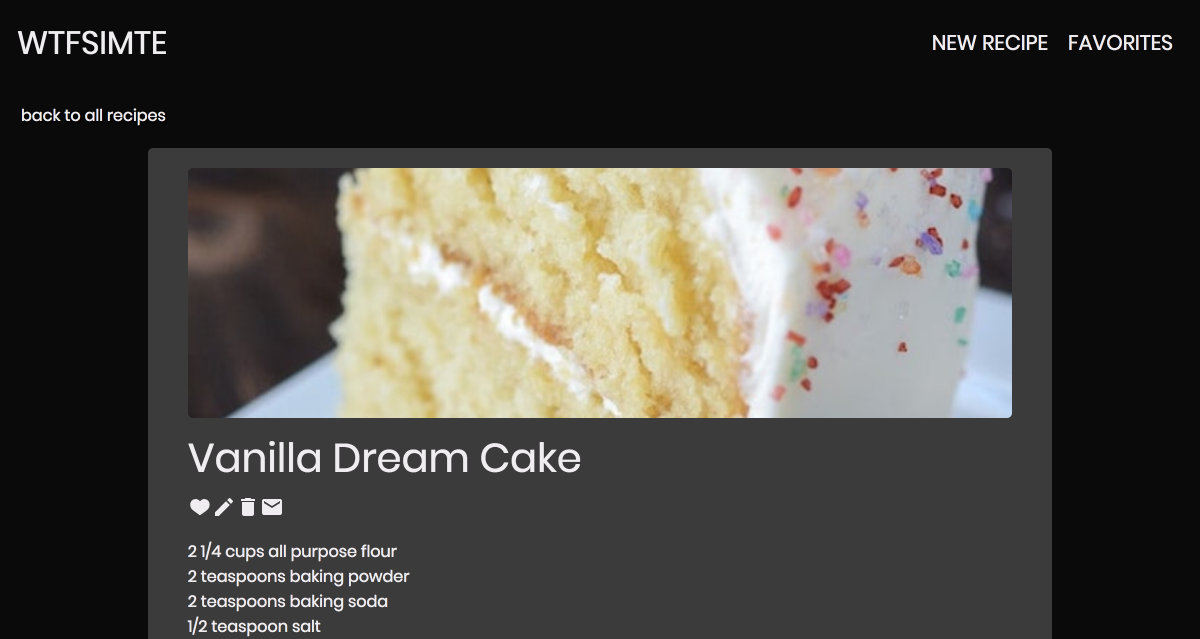 WTFSIMTE
NEW RECIPE FAVORITES
back to all recipes
Vanilla Dream Cake
2 1/4 cups all purpose flour
2 teaspoons baking powder
2 teaspoons baking soda
1/2 teaspoon salt